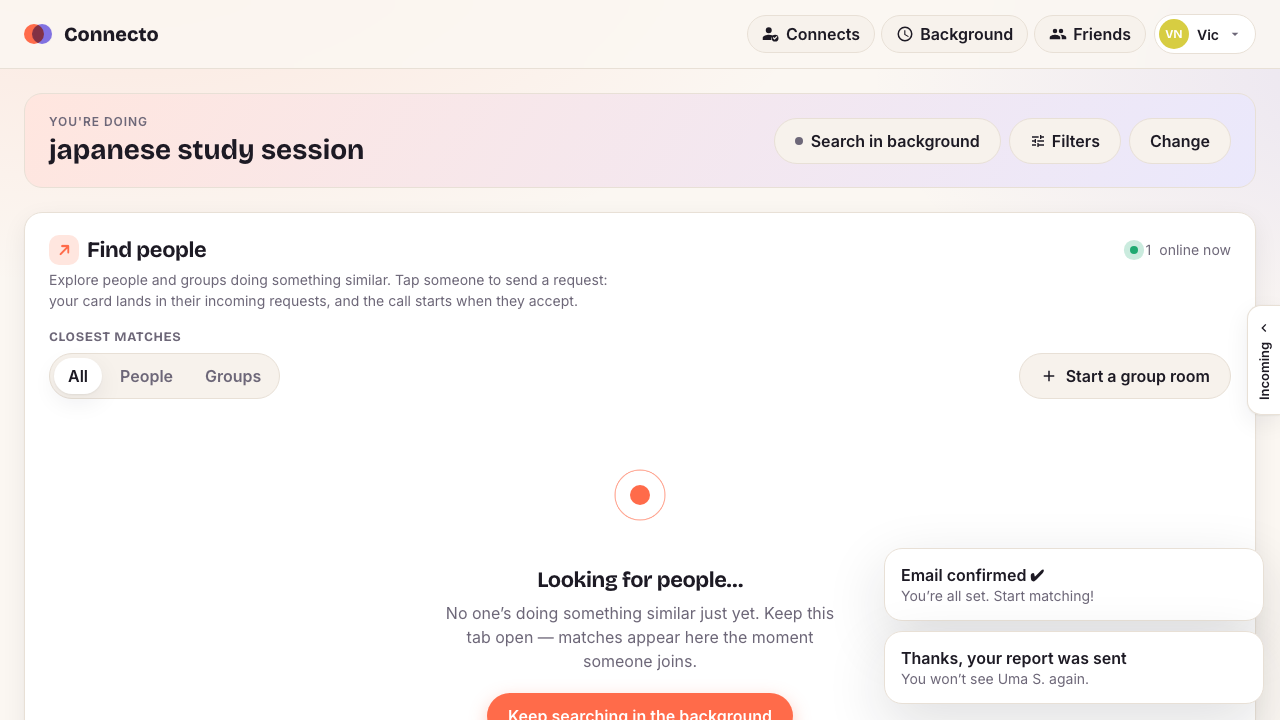 Connecto
Connects
Background
Friends
VN
Vic
YOU'RE DOING
japanese study session
Search in background
Filters
Change
Find people
1 online now
Explore people and groups doing something similar. Tap someone to send a request:
your card lands in their incoming requests, and the call starts when they accept.
CLOSEST MATCHES
All
People
Groups
Start a group room
Incoming
Looking for people…
No one’s doing something similar just yet. Keep this
tab open — matches appear here the moment
someone joins.
Keep searching in the background
Email confirmed ✔
You’re all set. Start matching!
Thanks, your report was sent
You won’t see Uma S. again.